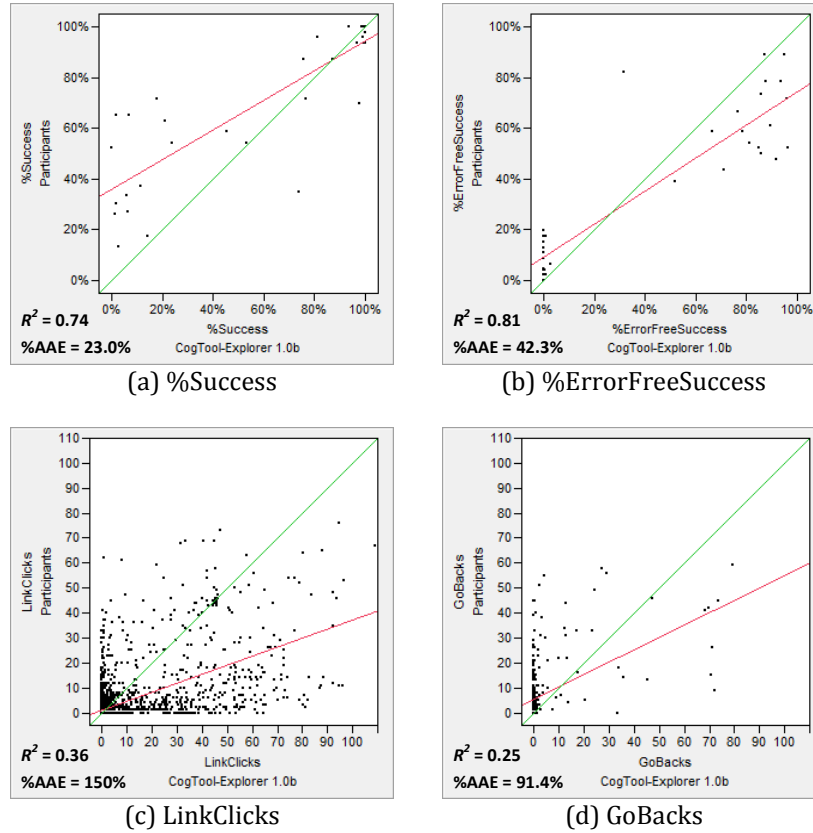 100%
80%
60%
40%
20%
0%
%Success
Participants
0% 20% 40% 60% 80% 100%
%Success
CogTool-Explorer 1.0b
R² = 0.74
%AAE = 23.0%
(a) %Success
100%
80%
60%
40%
20%
0%
%ErrorFreeSuccess
Participants
0% 20% 40% 60% 80% 100%
%ErrorFreeSuccess
CogTool-Explorer 1.0b
R² = 0.81
%AAE = 42.3%
(b) %ErrorFreeSuccess
110
100
90
80
70
60
50
40
30
20
10
0
LinkClicks
Participants
0 10 20 30 40 50 60 70 80 90 100
LinkClicks
CogTool-Explorer 1.0b
R² = 0.36
%AAE = 150%
(c) LinkClicks
110
100
90
80
70
60
50
40
30
20
10
0
GoBacks
Participants
0 10 20 30 40 50 60 70 80 90 100
GoBacks
CogTool-Explorer 1.0b
R² = 0.25
%AAE = 91.4%
(d) GoBacks